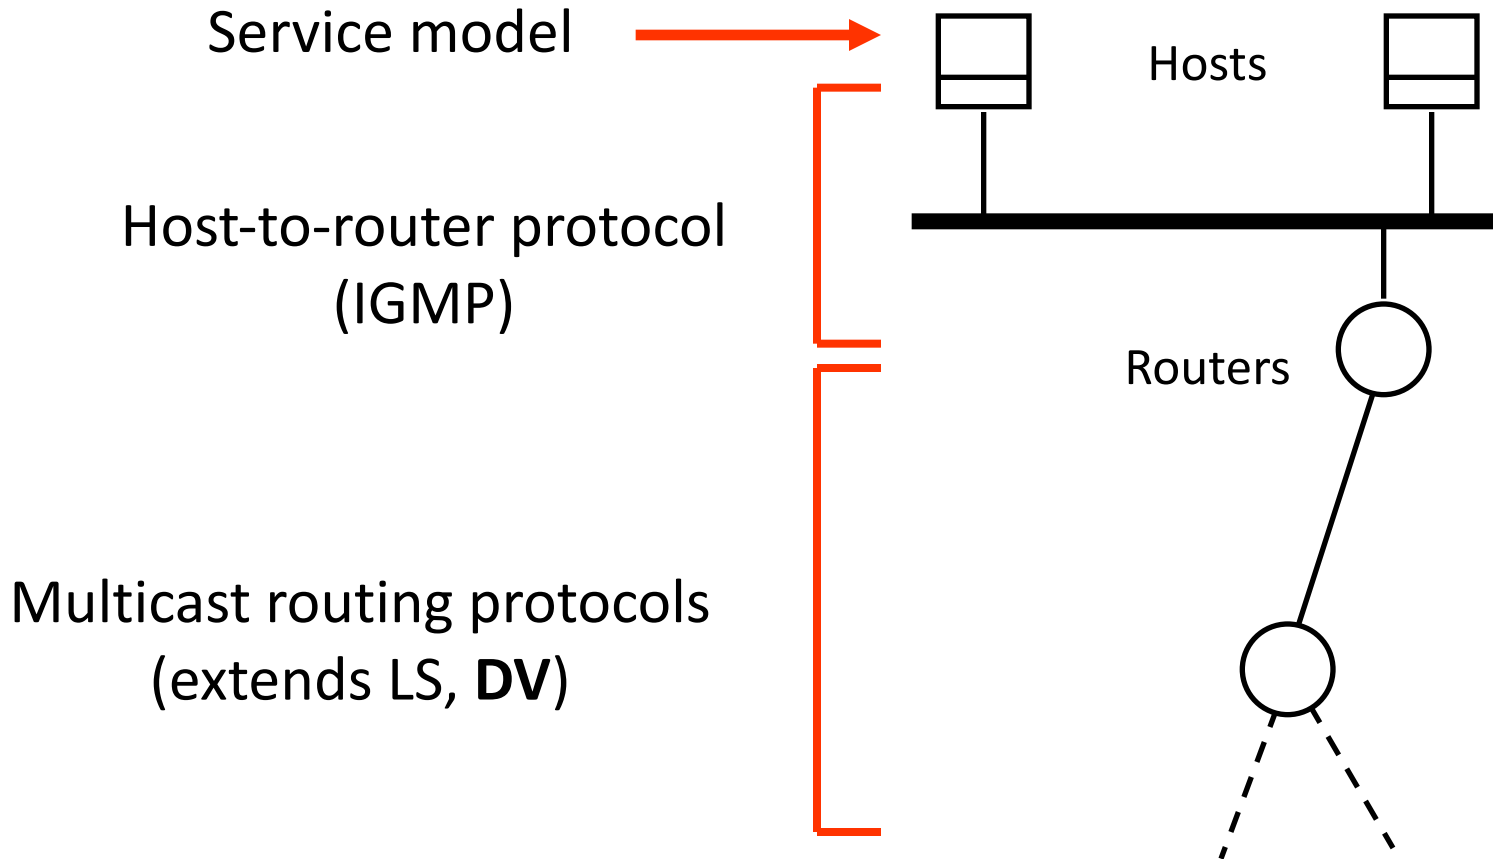 Service model
Hosts
Host-to-router protocol
(IGMP)
Routers
Multicast routing protocols
(extends LS, DV)